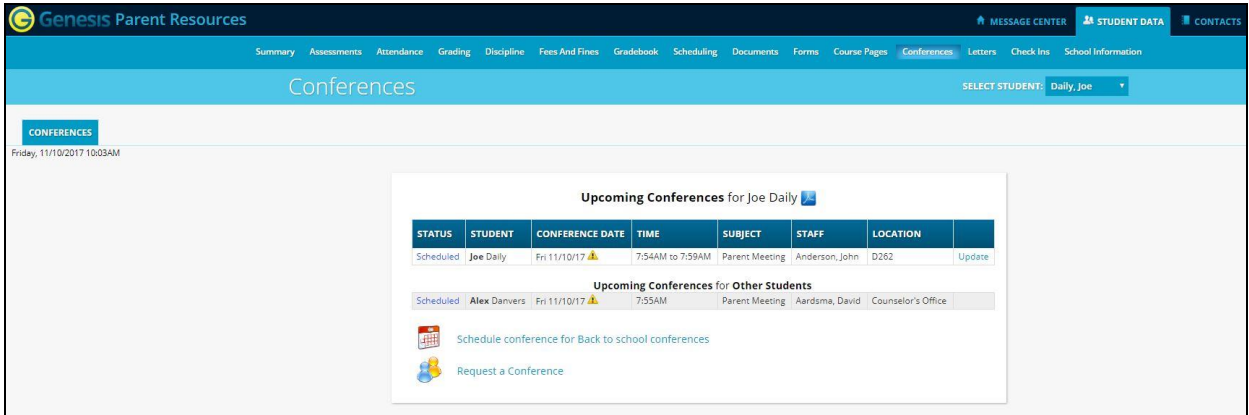 Genesis Parent Resources
MESSAGE CENTER STUDENT DATA CONTACTS
Summary Assessments Attendance Grading Discipline Fees And Fines Gradebook Scheduling Documents Forms Course Pages Conferences Letters Check Ins School Information
Conferences
SELECT STUDENT: Daily, Joe
CONFERENCES
Friday, 11/10/2017 10:03AM
Upcoming Conferences for Joe Daily
STATUS STUDENT CONFERENCE DATE TIME SUBJECT STAFF LOCATION
Scheduled Joe Daily Fri 11/10/17 7:54AM to 7:59AM Parent Meeting Anderson, John D262 Update
Upcoming Conferences for Other Students
Scheduled Alex Danvers Fri 11/10/17 7:55AM Parent Meeting Aardsma, David Counselor's Office
Schedule conference for Back to school conferences
Request a Conference